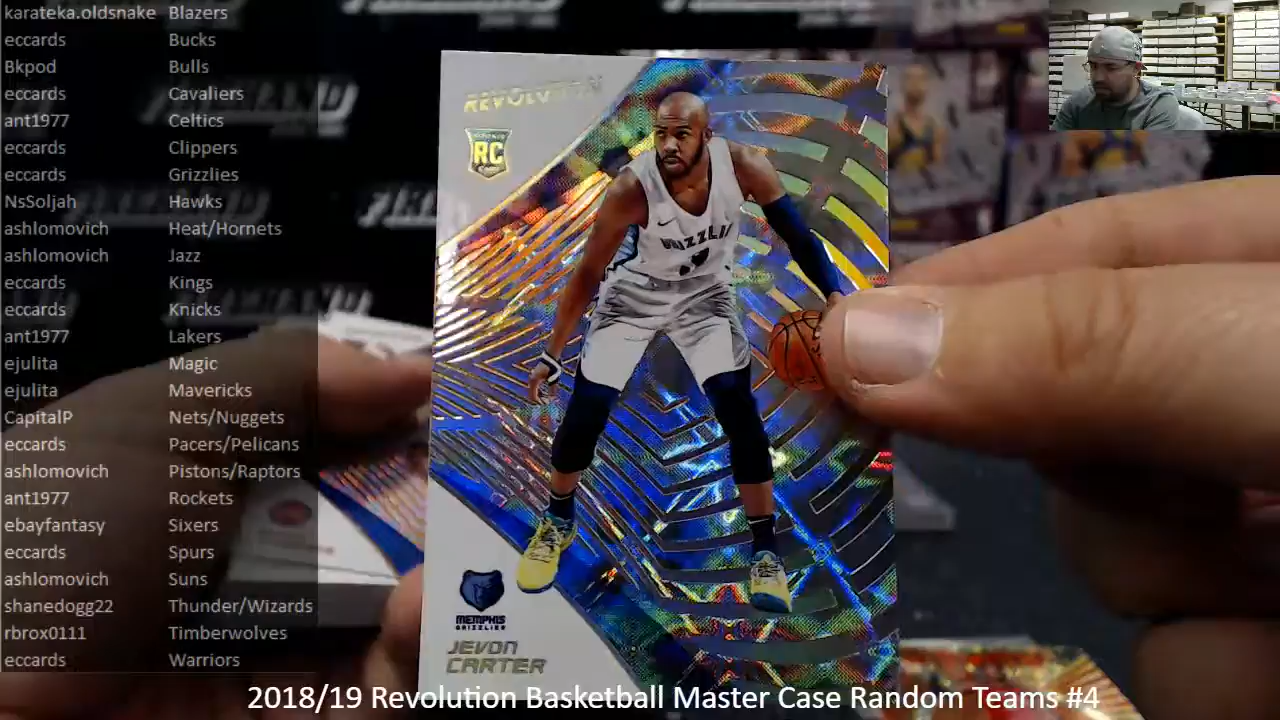 karateka.oldsnake Blazers
eccards Bucks
Bkpod Bulls
eccards Cavaliers
ant1977 Celtics
eccards Clippers
eccards Grizzlies
NsSoljah Hawks
ashlomovich Heat/Hornets
ashlomovich Jazz
eccards Kings
eccards Knicks
ant1977 Lakers
ejulita Magic
ejulita Mavericks
CapitalP Nets/Nuggets
eccards Pacers/Pelicans
ashlomovich Pistons/Raptors
ant1977 Rockets
ebayfantasy Sixers
eccards Spurs
ashlomovich Suns
shanedogg22 Thunder/Wizards
rbrox0111 Timberwolves
eccards Warriors
REVOLUTION
RC
GRIZZLIES
MEMPHIS
GRIZZLIES
JEVON
CARTER
2018/19 Revolution Basketball Master Case Random Teams #4